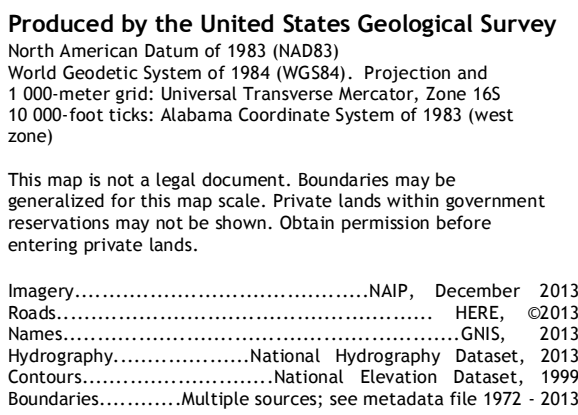 Produced by the United States Geological Survey
North American Datum of 1983 (NAD83)
World Geodetic System of 1984 (WGS84). Projection and
1 000-meter grid: Universal Transverse Mercator, Zone 16S
10 000-foot ticks: Alabama Coordinate System of 1983 (west
zone)
This map is not a legal document. Boundaries may be
generalized for this map scale. Private lands within government
reservations may not be shown. Obtain permission before
entering private lands.
Imagery.......................................NAIP, December 2013
Roads.................................................. HERE, ©2013
Names.....................................................GNIS, 2013
Hydrography....................National Hydrography Dataset, 2013
Contours............................National Elevation Dataset, 1999
Boundaries............Multiple sources; see metadata file 1972 - 2013